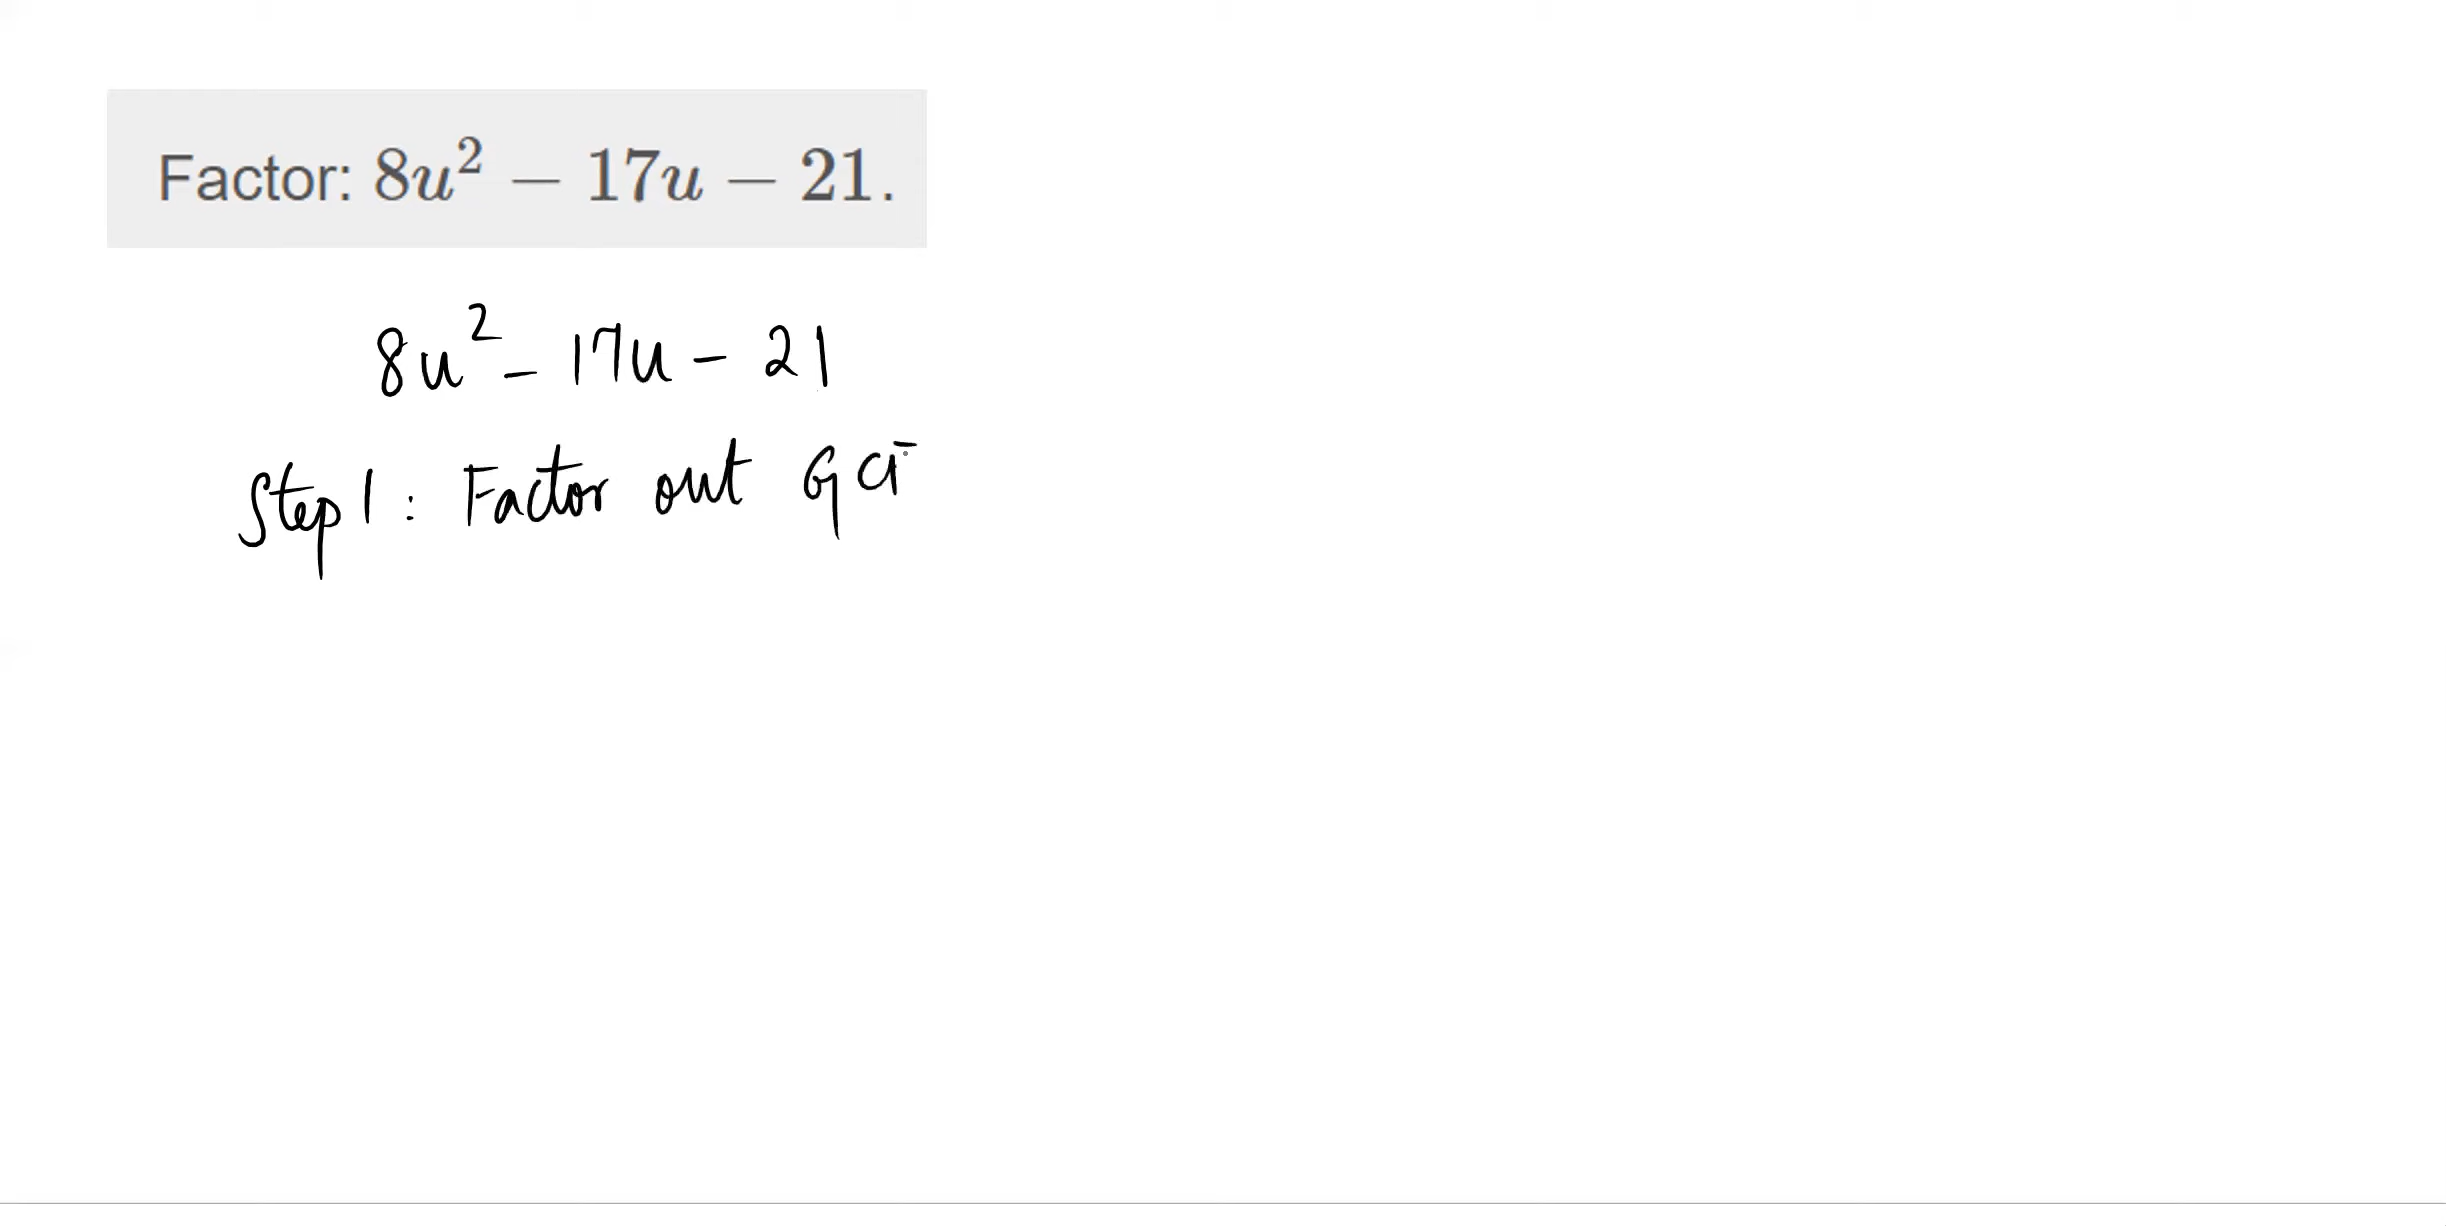 Factor: 8u² − 17u − 21.
8u² − 17u − 21
Step 1 : Factor out GCF